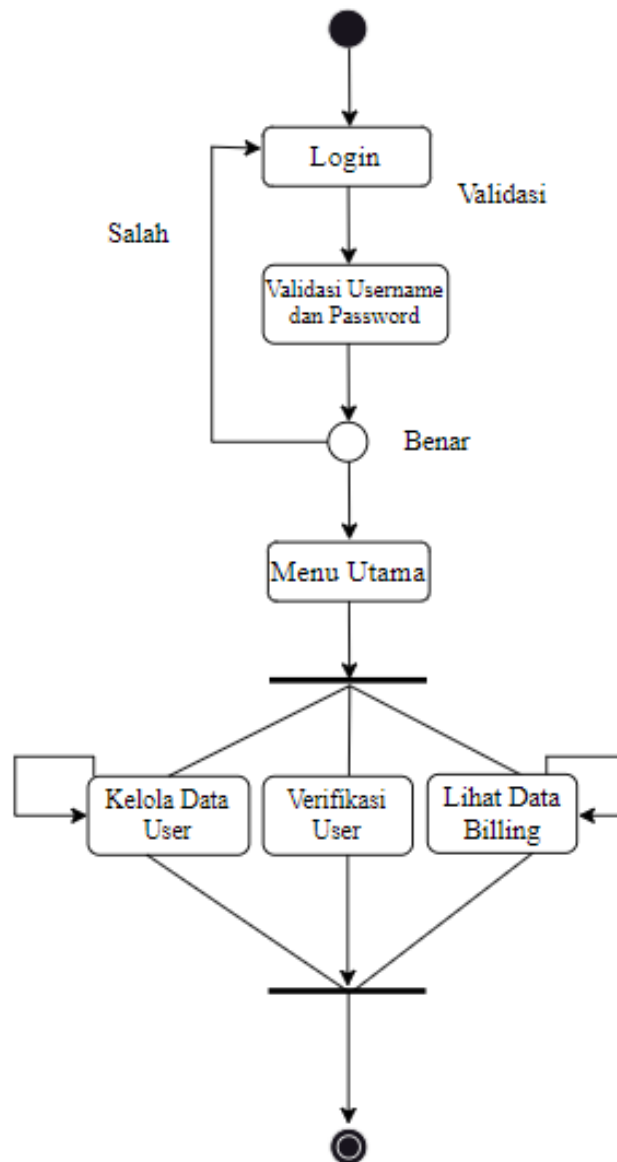 Login
Validasi
Salah
Validasi Username
dan Password
Benar
Menu Utama
Kelola Data
User
Verifikasi
User
Lihat Data
Billing